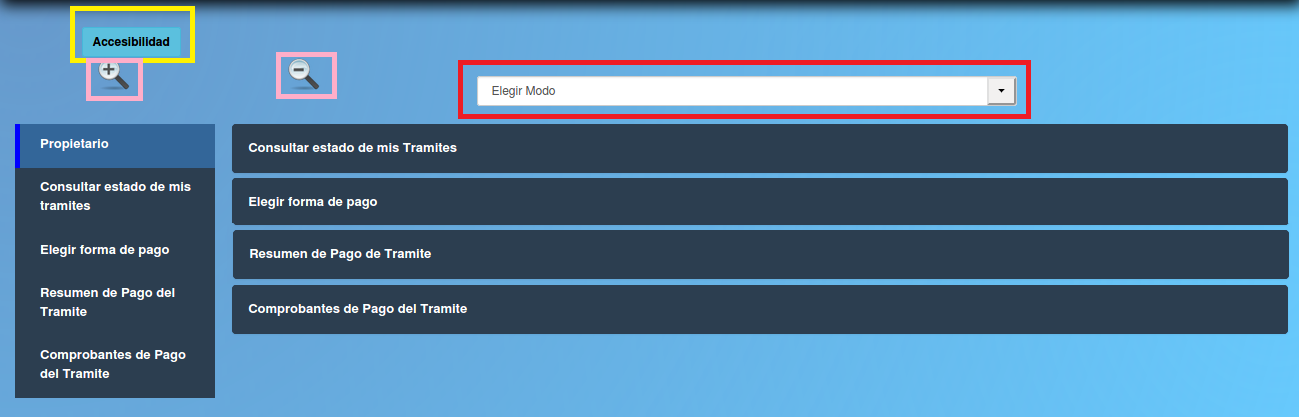 Accesibilidad
Elegir Modo
Propietario
Consultar estado de mis
tramites
Elegir forma de pago
Resumen de Pago del
Tramite
Comprobantes de Pago
del Tramite
Consultar estado de mis Tramites
Elegir forma de pago
Resumen de Pago de Tramite
Comprobantes de Pago del Tramite